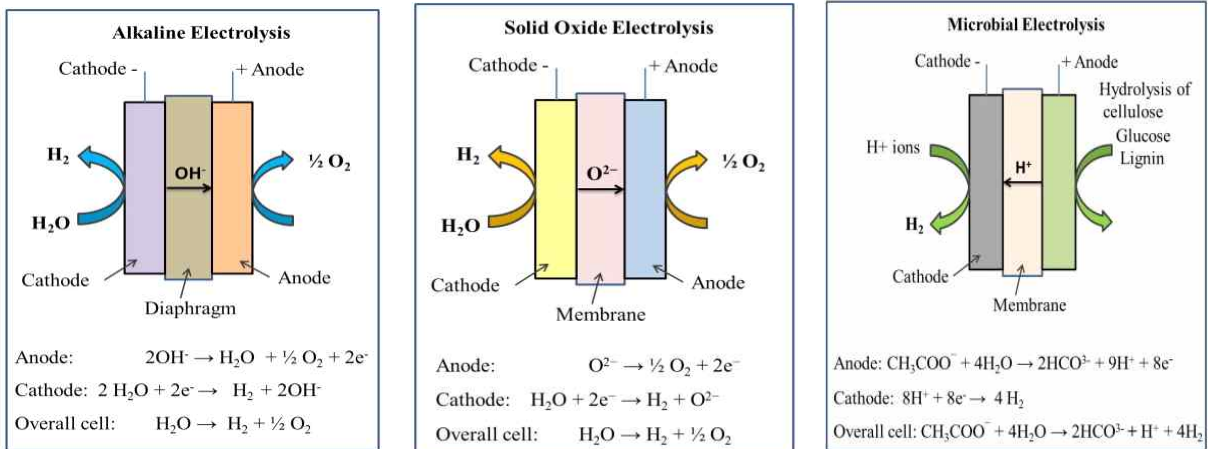 Alkaline Electrolysis
Cathode -
+ Anode
H₂
½ O₂
OH⁻
H₂O
Cathode
Anode
Diaphragm
Anode: 2OH⁻ → H₂O + ½ O₂ + 2e⁻
Cathode: 2 H₂O + 2e⁻ → H₂ + 2OH⁻
Overall cell: H₂O → H₂ + ½ O₂
Solid Oxide Electrolysis
Cathode -
+ Anode
H₂
½ O₂
O²⁻
H₂O
Cathode
Anode
Membrane
Anode: O²⁻ → ½ O₂ + 2e⁻
Cathode: H₂O + 2e⁻ → H₂ + O²⁻
Overall cell: H₂O → H₂ + ½ O₂
Microbial Electrolysis
Cathode -
+ Anode
Hydrolysis of
cellulose
Glucose
Lignin
H+ ions
H⁺
H₂
Cathode
Membrane
Anode: CH₃COO⁻ + 4H₂O → 2HCO³⁻ + 9H⁺ + 8e⁻
Cathode: 8H⁺ + 8e⁻ → 4 H₂
Overall cell: CH₃COO⁻ + 4H₂O → 2HCO³⁻ + H⁺ + 4H₂